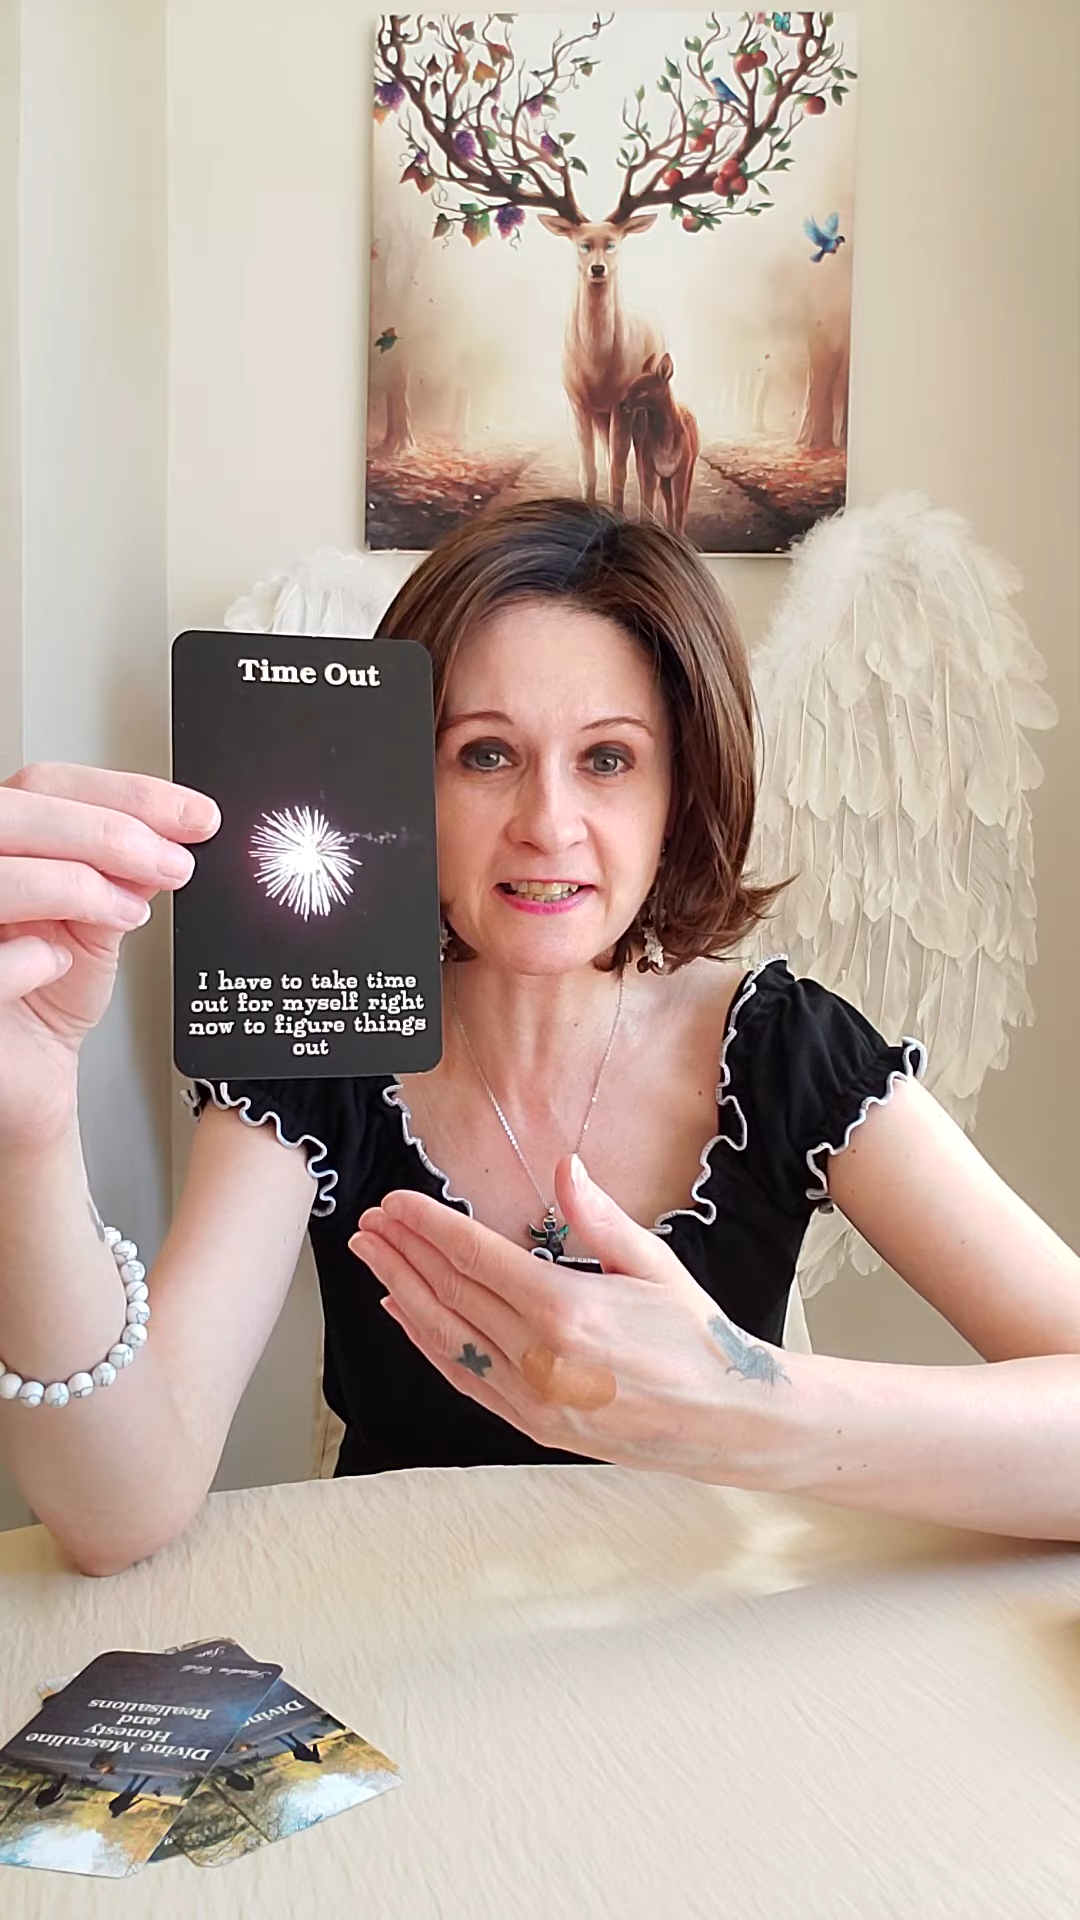 Time Out
I have to take time
out for myself right
now to figure things
out
Divine Masculine
Honesty
and
Realisations
Divine